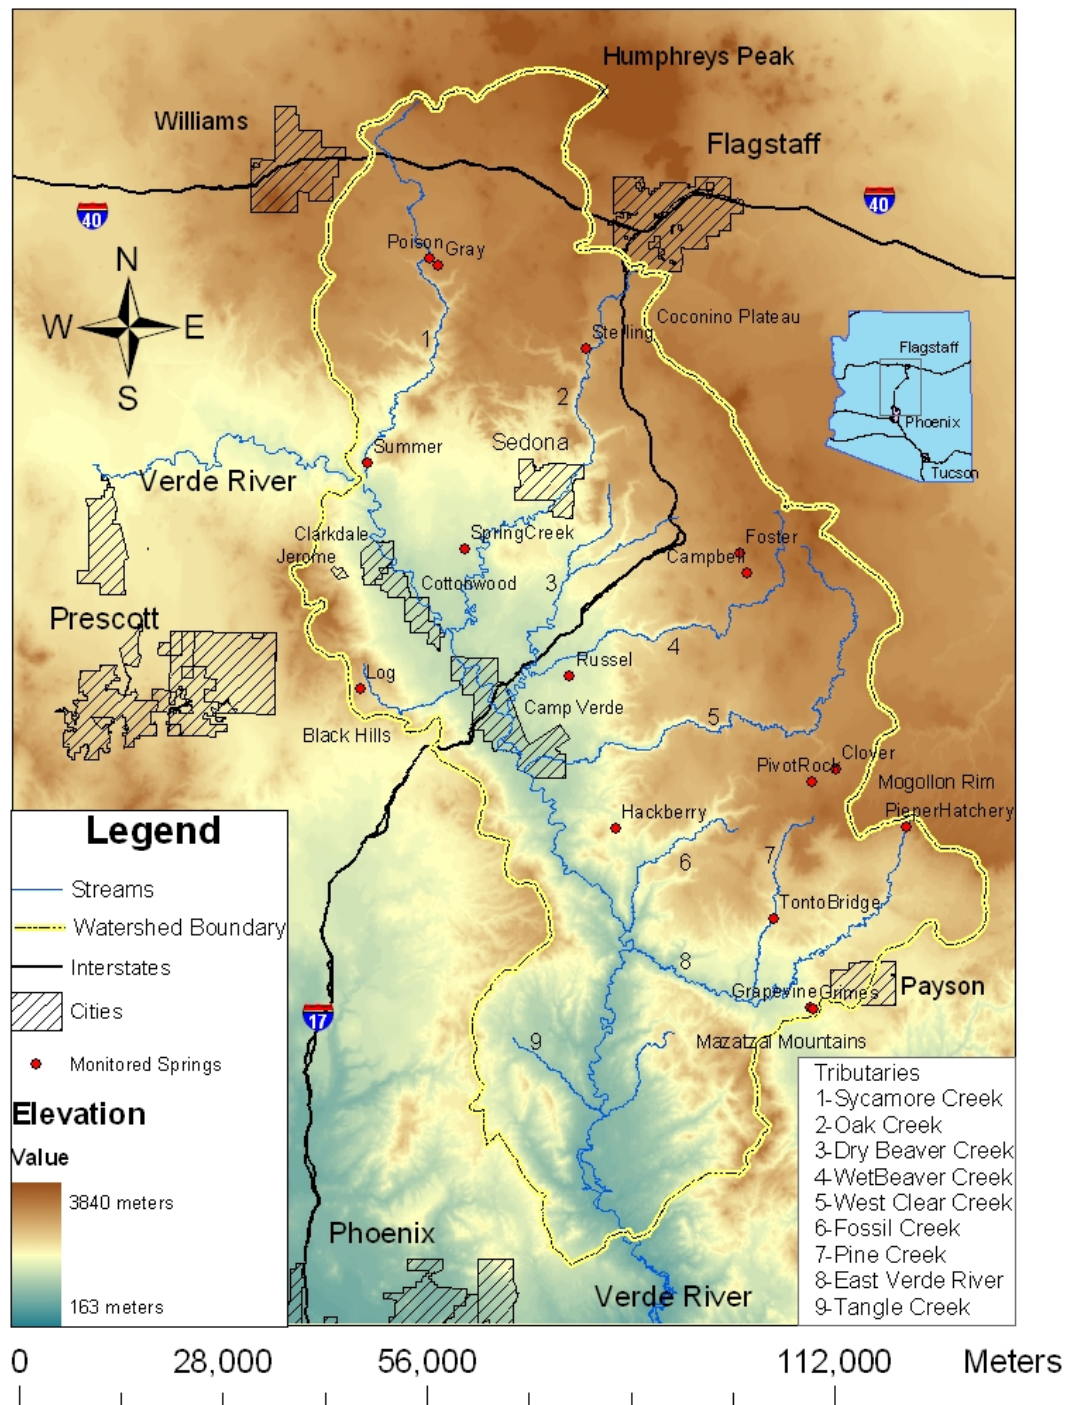 Humphreys Peak
Williams
Flagstaff
40
40
Poison
Gray
N
W E
S
Coconino Plateau
Sterling
1
2
Flagstaff
Phoenix
Tucson
Summer
Sedona
Verde River
Clarkdale
SpringCreek
Foster
Jerome
Campbell
Cottonwood
3
Prescott
4
Russel
Log
Camp Verde
5
Black Hills
Clover
PivotRock
Mogollon Rim
PieperHatchery
Hackberry
6
7
TontoBridge
8
Grapevine
Grimes
Payson
9
Mazatzal Mountains
Legend
Streams
Watershed Boundary
Interstates
Cities
17
Monitored Springs
Elevation
Value
3840 meters
163 meters
Phoenix
Verde River
Tributaries
1-Sycamore Creek
2-Oak Creek
3-Dry Beaver Creek
4-WetBeaver Creek
5-West Clear Creek
6-Fossil Creek
7-Pine Creek
8-East Verde River
9-Tangle Creek
0 28,000 56,000 112,000 Meters